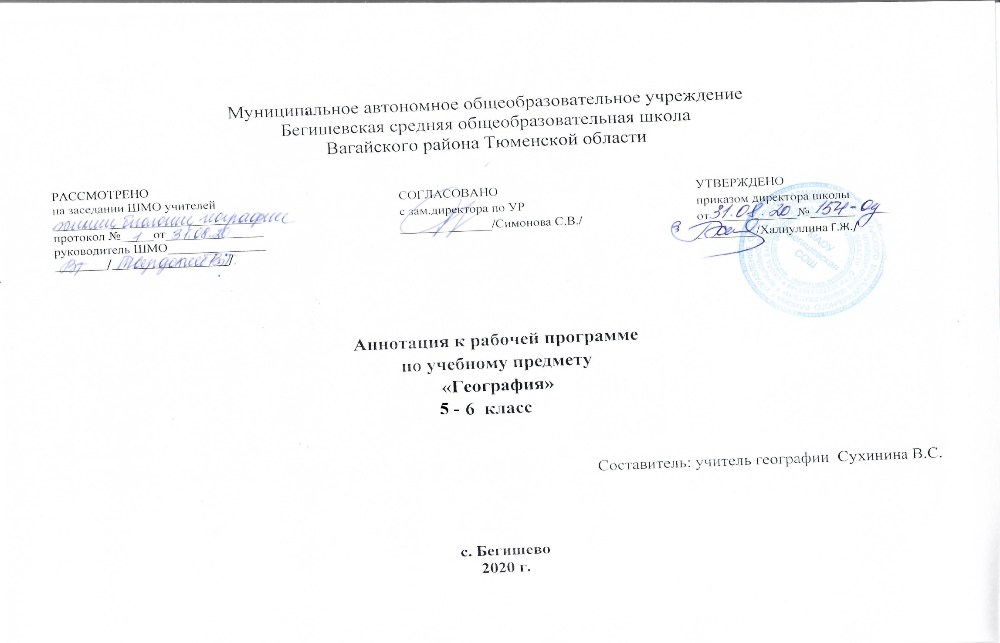 Муниципальное автономное общеобразовательное учреждение
Бегишевская средняя общеобразовательная школа
Вагайского района Тюменской области
РАССМОТРЕНО
на заседании ШМО учителей
химии, биологии, географии
протокол № 1 от 31.08.20
руководитель ШМО
/ /
СОГЛАСОВАНО
с зам.директора по УР
/Симонова С.В./
УТВЕРЖДЕНО
приказом директора школы
от 31.08.20 № 154-од
/Халиуллина Г.Ж./
МАОУ
Бегишевская
СОШ
Аннотация к рабочей программе
по учебному предмету
«География»
5 - 6 класс
Составитель: учитель географии Сухинина В.С.
с. Бегишево
2020 г.